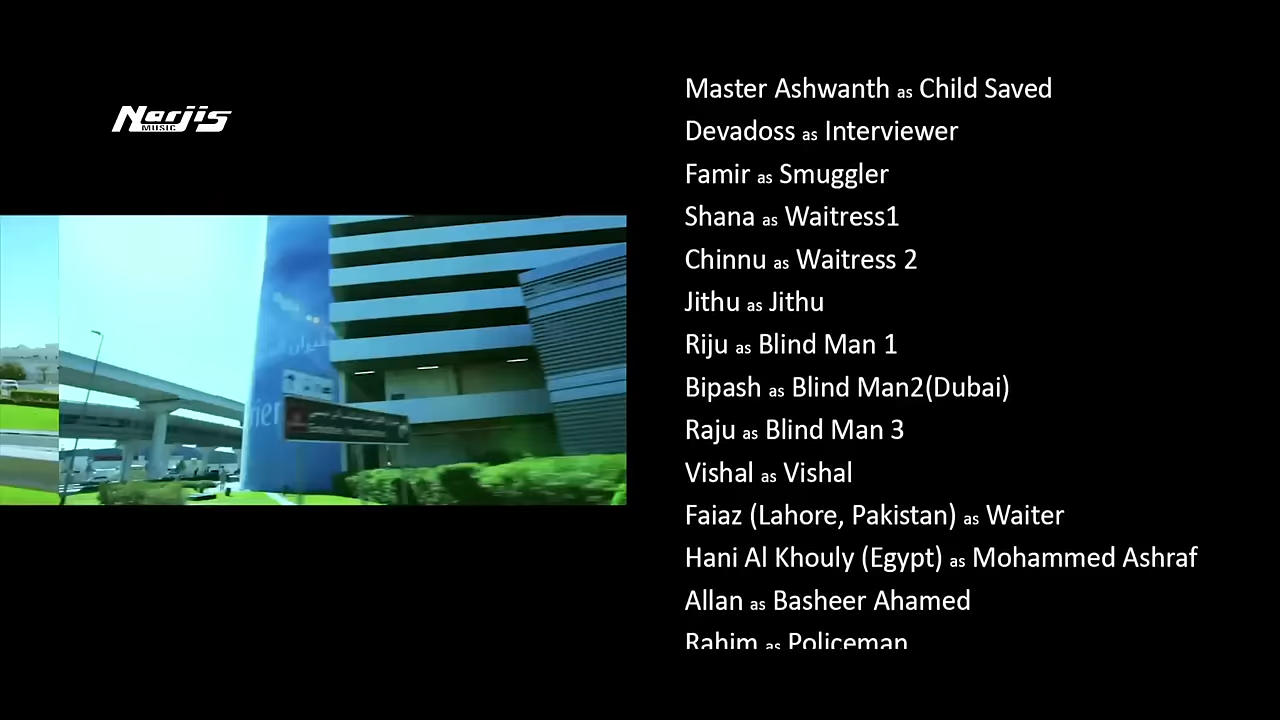 Narjis
MUSIC
Master Ashwanth as Child Saved
Devadoss as Interviewer
Famir as Smuggler
Shana as Waitress1
Chinnu as Waitress 2
Jithu as Jithu
Riju as Blind Man 1
Bipash as Blind Man2(Dubai)
Raju as Blind Man 3
Vishal as Vishal
Faiaz (Lahore, Pakistan) as Waiter
Hani Al Khouly (Egypt) as Mohammed Ashraf
Allan as Basheer Ahamed
Rahim as Policeman